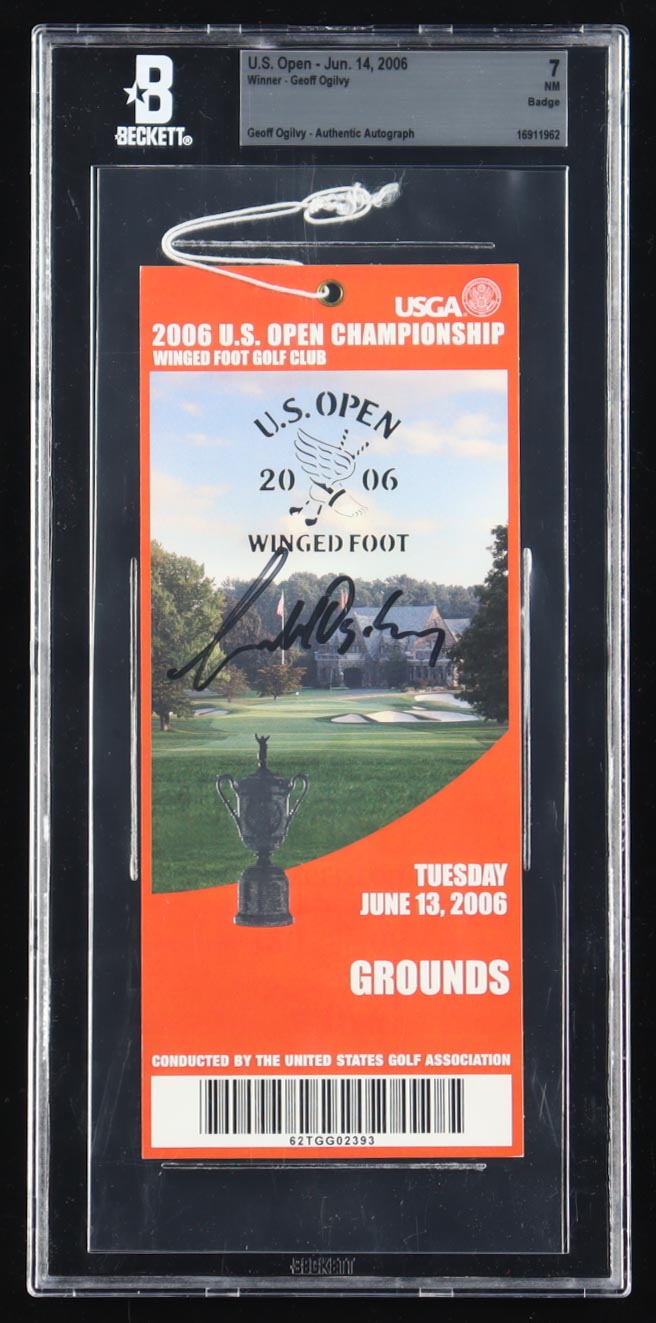 BECKETT®
U.S. Open - Jun. 14, 2006
Winner - Geoff Ogilvy
7
NM
Badge
Geoff Ogilvy - Authentic Autograph
16911962
USGA
2006 U.S. OPEN CHAMPIONSHIP
WINGED FOOT GOLF CLUB
U.S. OPEN
20 06
WINGED FOOT
TUESDAY
JUNE 13, 2006
GROUNDS
CONDUCTED BY THE UNITED STATES GOLF ASSOCIATION
62TGG02393
BECKETT